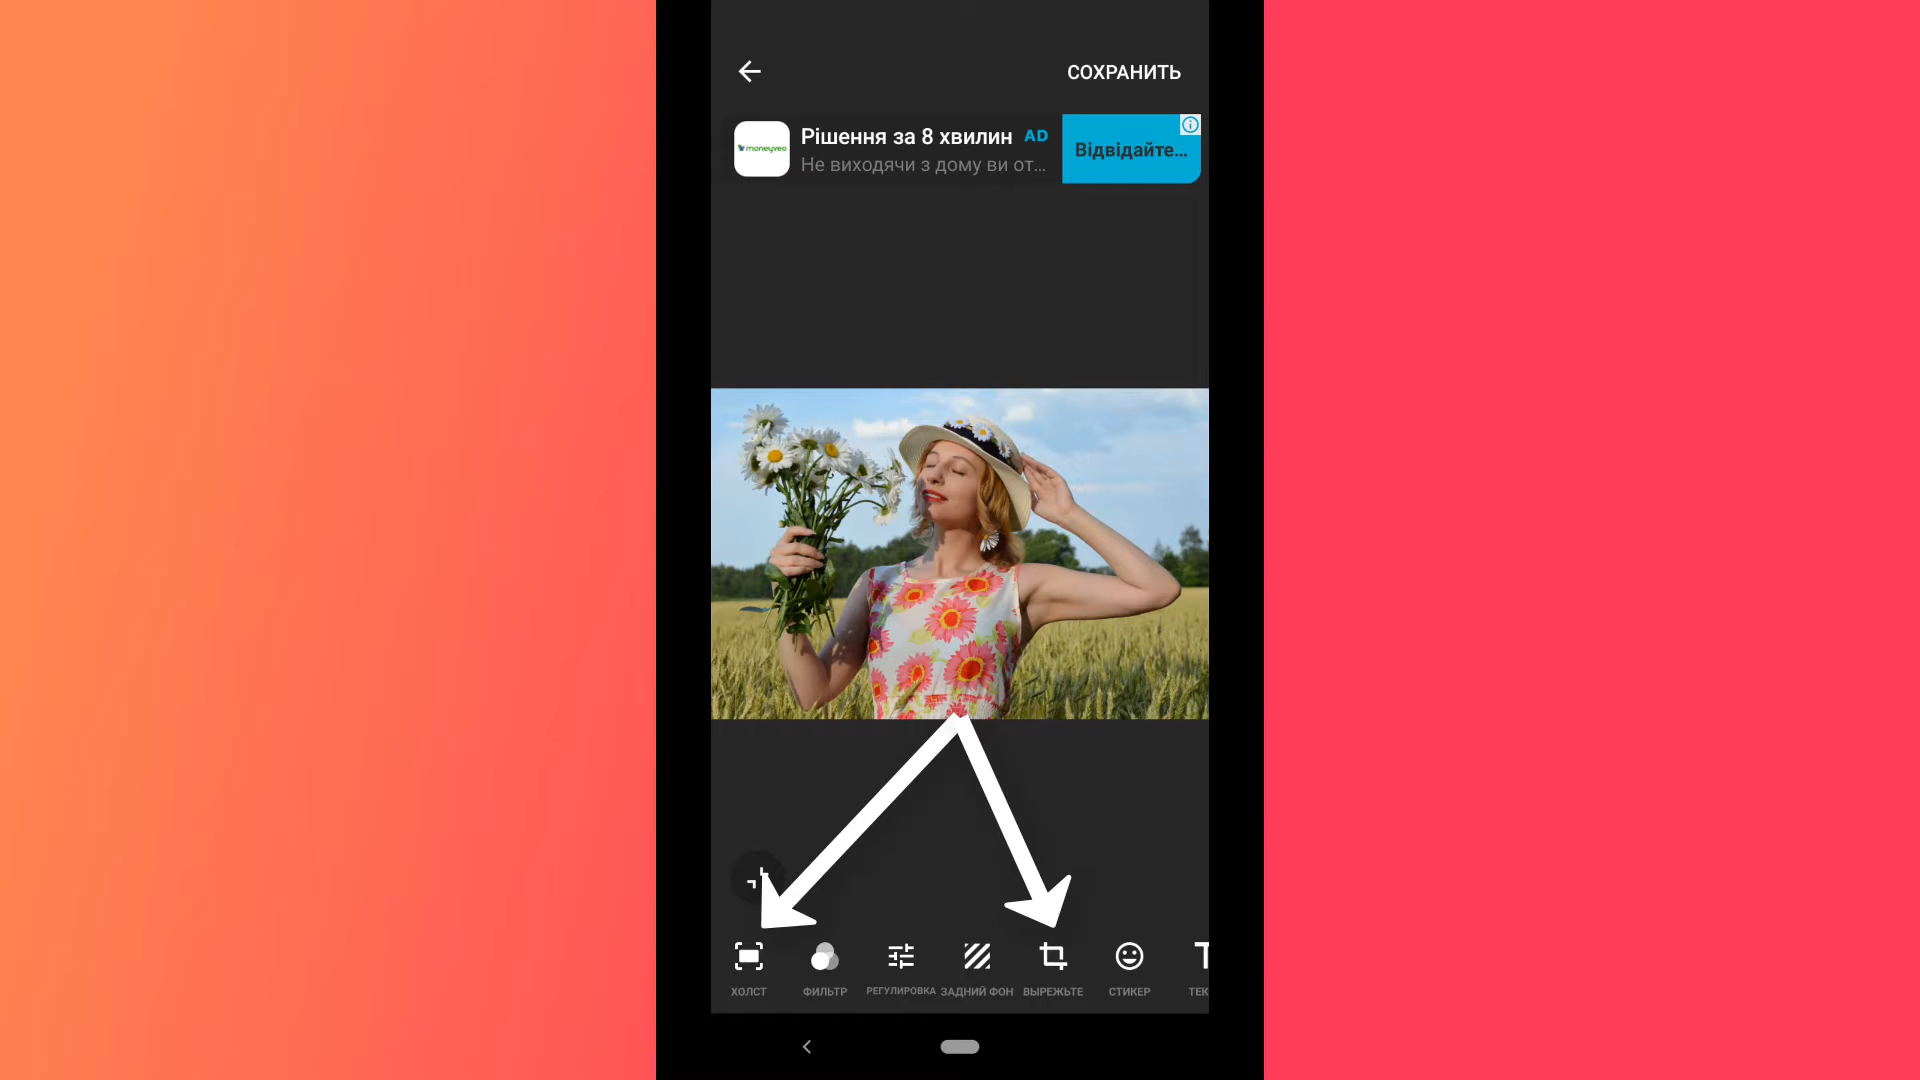 СОХРАНИТЬ
Рішення за 8 хвилин AD
moneyveo
Не виходячи з дому ви от...
Відвідайте...
ХОЛСТ ФИЛЬТР РЕГУЛИРОВКА ЗАДНИЙ ФОН ВЫРЕЖЬТЕ СТИКЕР ТЕК